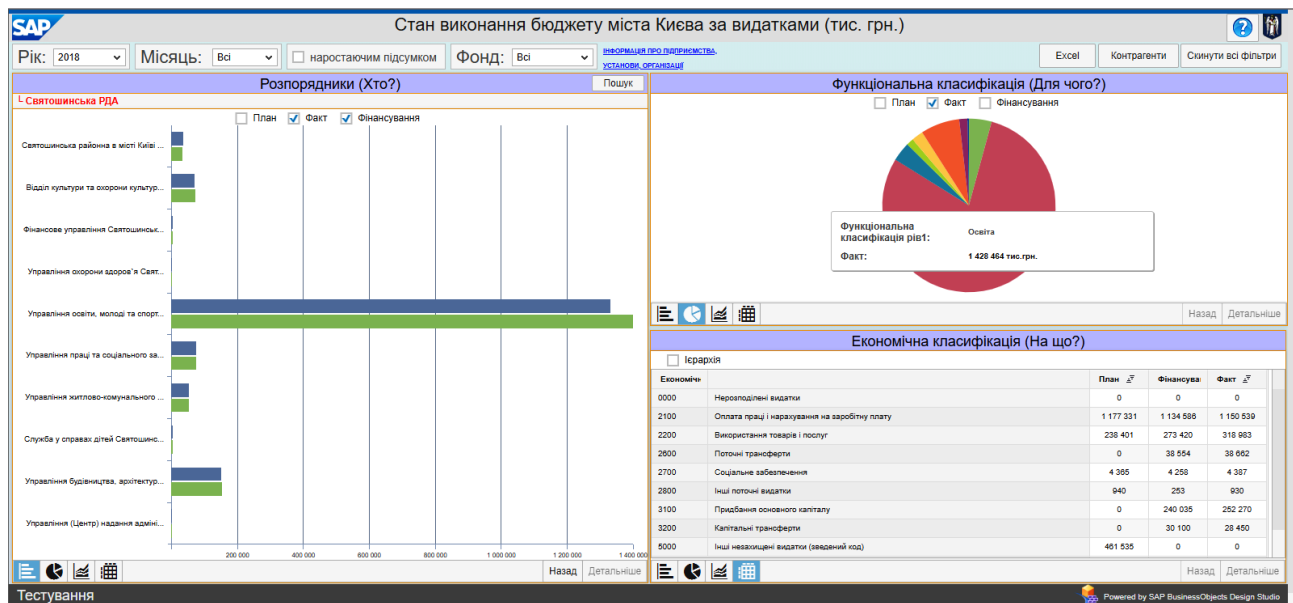 SAP
Стан виконання бюджету міста Києва за видатками (тис. грн.)
?
Рік: 2018 Місяць: Всі наростаючим підсумком Фонд: Всі
ІНФОРМАЦІЯ ПРО ПІДПРИЄМСТВА,
УСТАНОВИ, ОРГАНІЗАЦІЇ
Excel Контрагенти Скинути всі фільтри
Розпорядники (Хто?) Пошук
└ Святошинська РДА
План Факт Фінансування
Святошинська районна в місті Київі ...
Відділ культури та охорони культур...
Фінансове управління Святошинськ...
Управління охорони здоров'я Свят...
Управління освіти, молоді та спорт...
Управління праці та соціального за...
Управління житлово-комунального ...
Служба у справах дітей Святошинс...
Управління будівництва, архітектур...
Управління (Центр) надання адміні...
200 000 400 000 600 000 800 000 1 000 000 1 200 000 1 400 000
Назад Детальніше
Функціональна класифікація (Для чого?)
План Факт Фінансування
Функціональна
класифікація рів1: Освіта
Факт: 1 428 464 тис.грн.
Назад Детальніше
Економічна класифікація (На що?)
Ієрархія
Економічн План Фінансува Факт
0000 Нерозподілені видатки 0 0 0
2100 Оплата праці і нарахування на заробітну плату 1 177 331 1 134 586 1 150 539
2200 Використання товарів і послуг 238 401 273 420 318 983
2600 Поточні трансферти 0 38 554 38 662
2700 Соціальне забезпечення 4 365 4 258 4 387
2800 Інші поточні видатки 940 253 930
3100 Придбання основного капіталу 0 240 035 252 270
3200 Капітальні трансферти 0 30 100 28 450
5000 Інші незахищені видатки (зведений код) 461 535 0 0
Назад Детальніше
Тестування
Powered by SAP BusinessObjects Design Studio